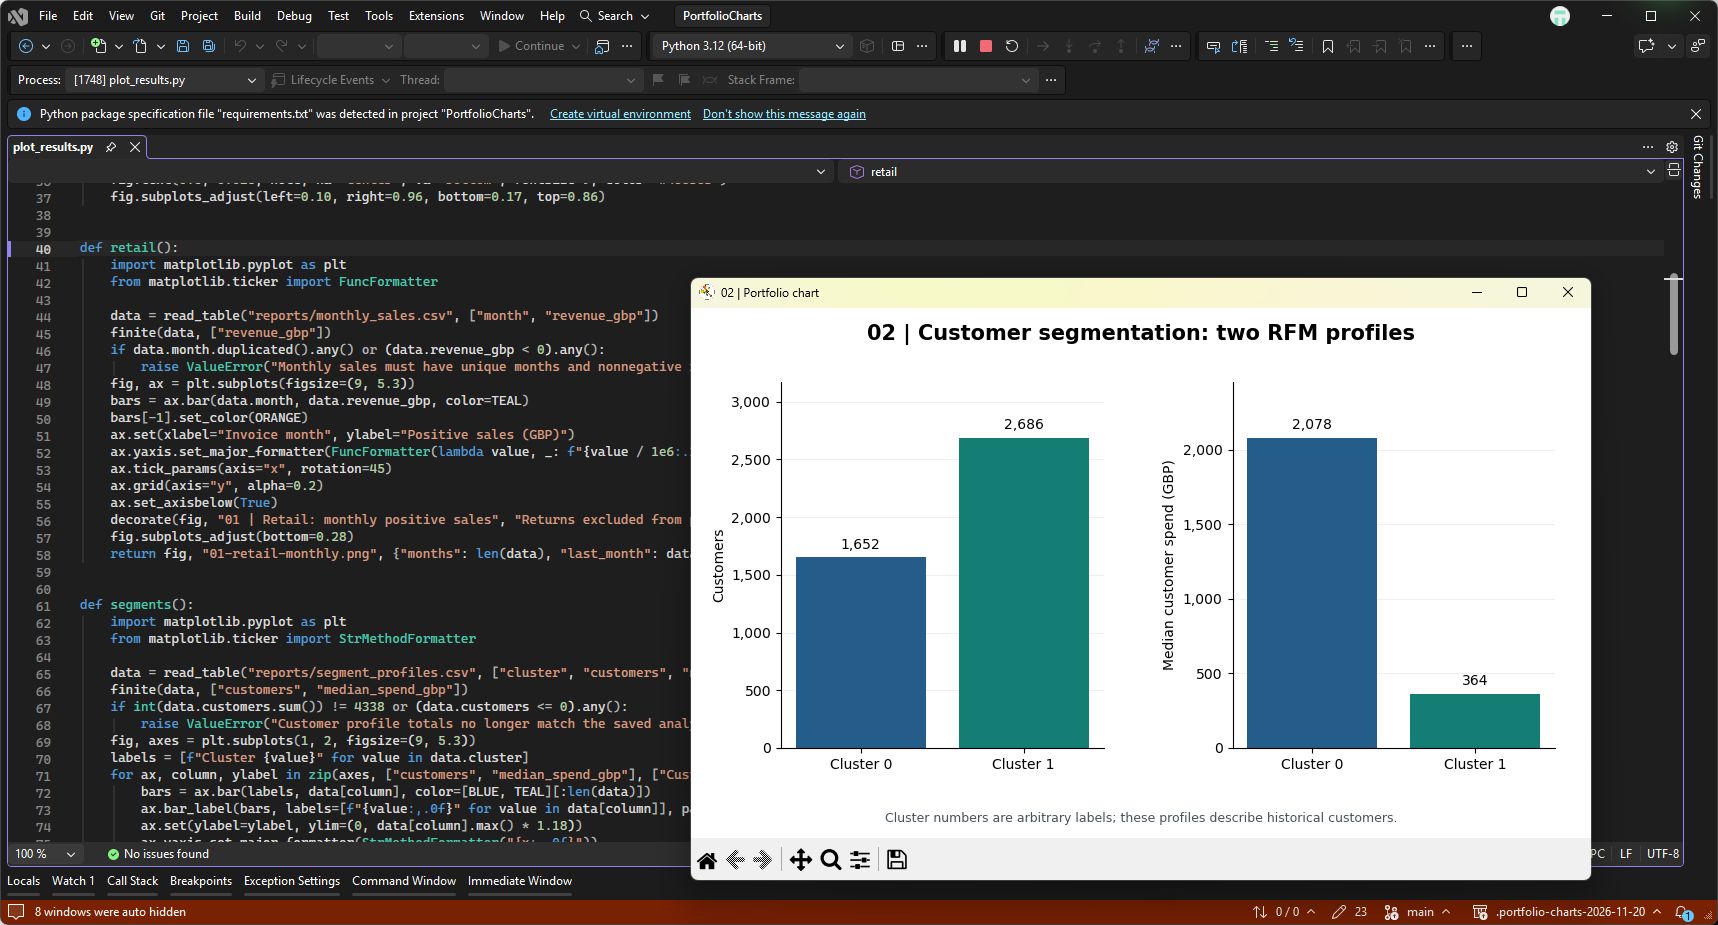 File Edit View Git Project Build Debug Test Tools Extensions Window Help Search PortfolioCharts
Continue Python 3.12 (64-bit)
Process: [1748] plot_results.py Lifecycle Events Thread: Stack Frame:
Python package specification file "requirements.txt" was detected in project "PortfolioCharts". Create virtual environment Don't show this message again
plot_results.py
retail
Git Changes
37 fig.subplots_adjust(left=0.10, right=0.96, bottom=0.17, top=0.86)
38
39
40 def retail():
41 import matplotlib.pyplot as plt
42 from matplotlib.ticker import FuncFormatter
43
44 data = read_table("reports/monthly_sales.csv", ["month", "revenue_gbp"])
45 finite(data, ["revenue_gbp"])
46 if data.month.duplicated().any() or (data.revenue_gbp < 0).any():
47 raise ValueError("Monthly sales must have unique months and nonnegative
48 fig, ax = plt.subplots(figsize=(9, 5.3))
49 bars = ax.bar(data.month, data.revenue_gbp, color=TEAL)
50 bars[-1].set_color(ORANGE)
51 ax.set(xlabel="Invoice month", ylabel="Positive sales (GBP)")
52 ax.yaxis.set_major_formatter(FuncFormatter(lambda value, _: f"{value / 1e6:.
53 ax.tick_params(axis="x", rotation=45)
54 ax.grid(axis="y", alpha=0.2)
55 ax.set_axisbelow(True)
56 decorate(fig, "01 | Retail: monthly positive sales", "Returns excluded from
57 fig.subplots_adjust(bottom=0.28)
58 return fig, "01-retail-monthly.png", {"months": len(data), "last_month": dat
59
60
61 def segments():
62 import matplotlib.pyplot as plt
63 from matplotlib.ticker import StrMethodFormatter
64
65 data = read_table("reports/segment_profiles.csv", ["cluster", "customers", "
66 finite(data, ["customers", "median_spend_gbp"])
67 if int(data.customers.sum()) != 4338 or (data.customers <= 0).any():
68 raise ValueError("Customer profile totals no longer match the saved anal
69 fig, axes = plt.subplots(1, 2, figsize=(9, 5.3))
70 labels = [f"Cluster {value}" for value in data.cluster]
71 for ax, column, ylabel in zip(axes, ["customers", "median_spend_gbp"], ["Cus
72 bars = ax.bar(labels, data[column], color=[BLUE, TEAL][:len(data)])
73 ax.bar_label(bars, labels=[f"{value:,.0f}" for value in data[column]], p
74 ax.set(ylabel=ylabel, ylim=(0, data[column].max() * 1.18))
02 | Portfolio chart
02 | Customer segmentation: two RFM profiles
Customers
3,000
2,500
2,000
1,500
1,000
500
0
1,652
2,686
Cluster 0 Cluster 1
Median customer spend (GBP)
2,000
1,500
1,000
500
0
2,078
364
Cluster 0 Cluster 1
Cluster numbers are arbitrary labels; these profiles describe historical customers.
100 % No issues found PC LF UTF-8
Locals Watch 1 Call Stack Breakpoints Exception Settings Command Window Immediate Window
8 windows were auto hidden 0 / 0 23 main .portfolio-charts-2026-11-20 1